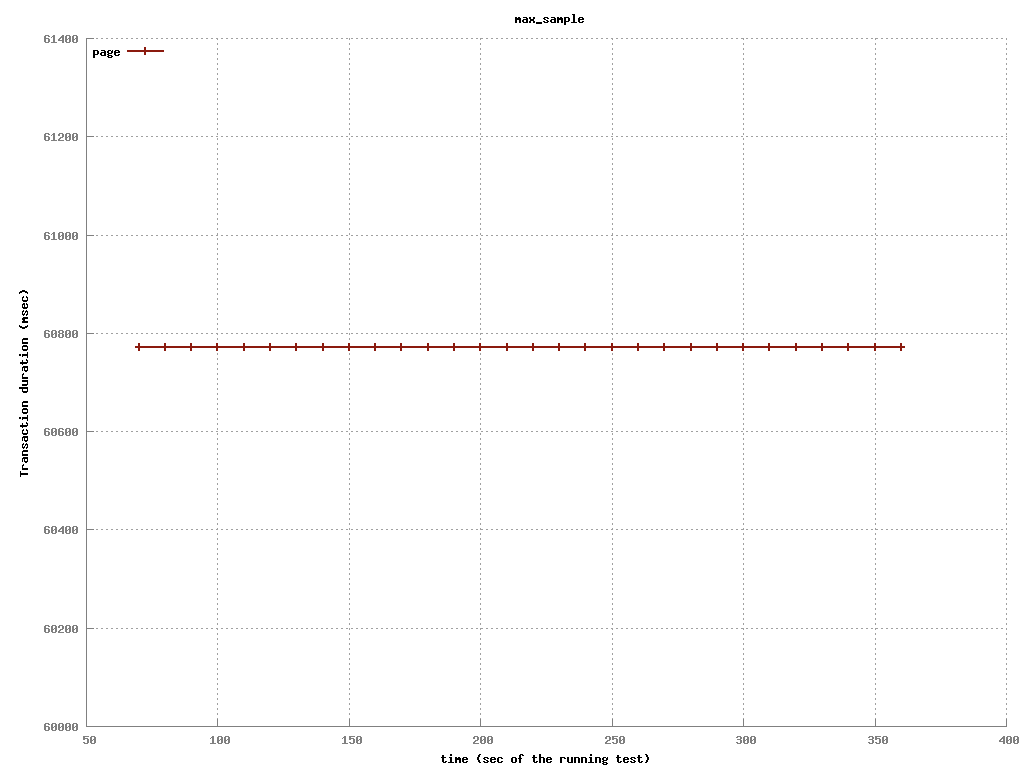 max_sample
page
61400
61200
61000
60800
60600
60400
60200
60000
Transaction duration (msec)
50 100 150 200 250 300 350 400
time (sec of the running test)